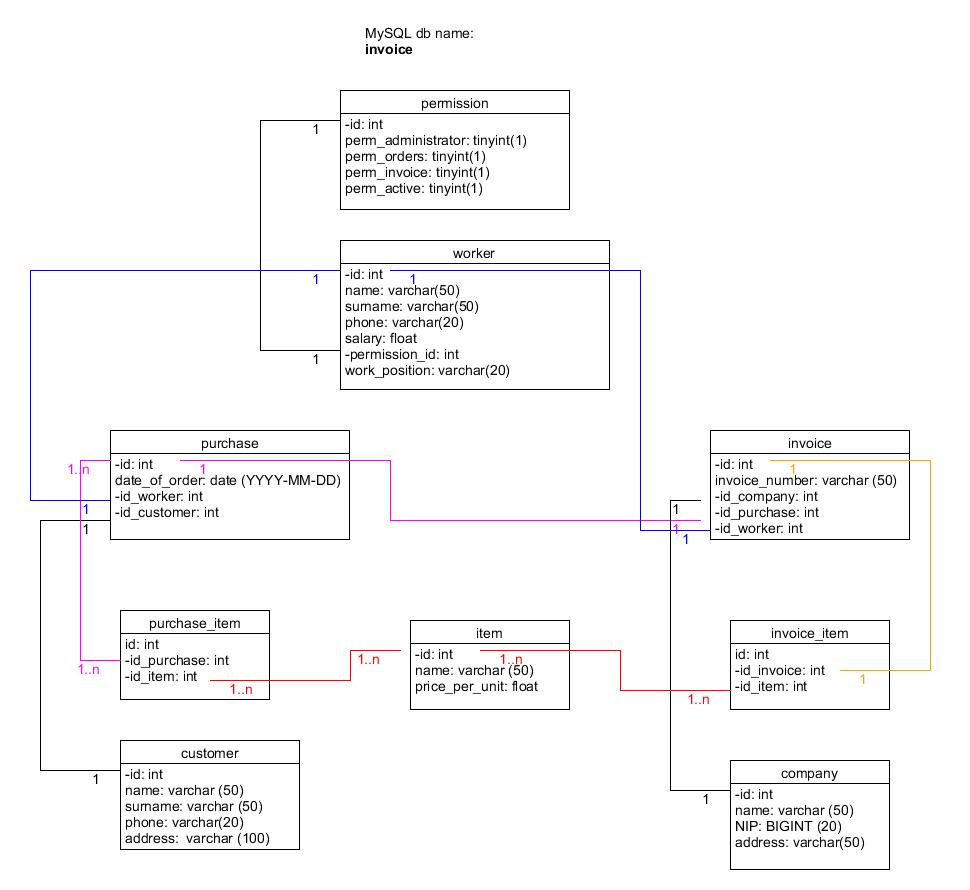 MySQL db name:
invoice
permission
-id: int
perm_administrator: tinyint(1)
perm_orders: tinyint(1)
perm_invoice: tinyint(1)
perm_active: tinyint(1)
1
worker
-id: int
name: varchar(50)
surname: varchar(50)
phone: varchar(20)
salary: float
-permission_id: int
work_position: varchar(20)
1
1
1
purchase
-id: int
date_of_order: date (YYYY-MM-DD)
-id_worker: int
-id_customer: int
1..n
1
1
1
invoice
-id: int
invoice_number: varchar (50)
-id_company: int
-id_purchase: int
-id_worker: int
1
1
1
1
purchase_item
id: int
-id_purchase: int
-id_item: int
1..n
1..n
item
-id: int
name: varchar (50)
price_per_unit: float
1..n
1..n
invoice_item
id: int
-id_invoice: int
-id_item: int
1
1..n
customer
-id: int
name: varchar (50)
surname: varchar (50)
phone: varchar(20)
address:  varchar (100)
1
company
-id: int
name: varchar (50)
NIP: BIGINT (20)
address: varchar(50)
1